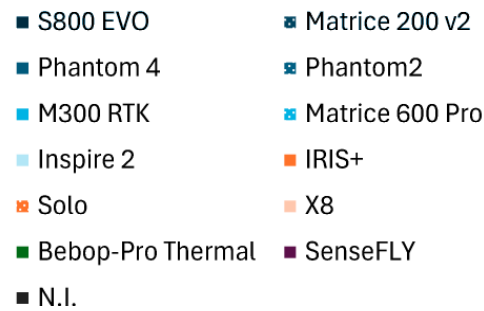 S800 EVO
Matrice 200 v2
Phantom 4
Phantom2
M300 RTK
Matrice 600 Pro
Inspire 2
IRIS+
Solo
X8
Bebop-Pro Thermal
SenseFLY
N.I.